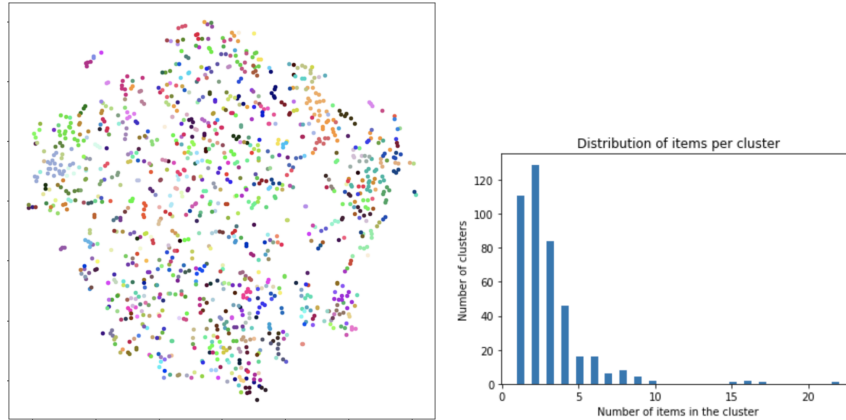 Distribution of items per cluster
Number of clusters
120
100
80
60
40
20
0
0 5 10 15 20
Number of items in the cluster